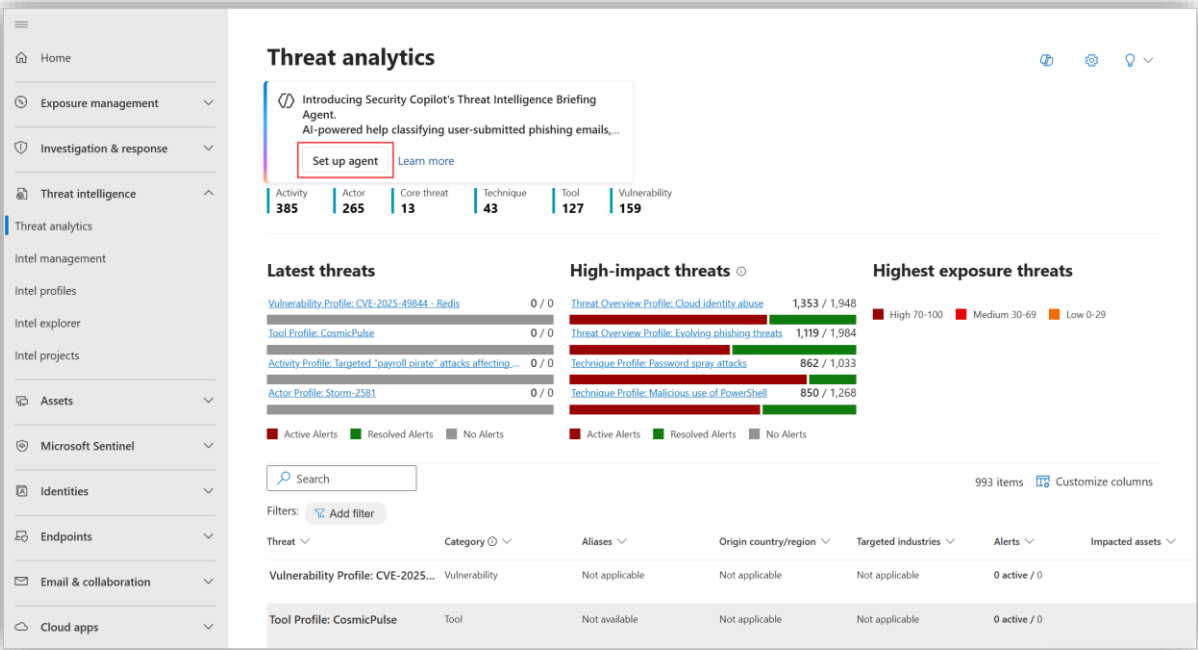 Home
Exposure management
Investigation & response
Threat intelligence
Threat analytics
Intel management
Intel profiles
Intel explorer
Intel projects
Assets
Microsoft Sentinel
Identities
Endpoints
Email & collaboration
Cloud apps
Threat analytics
Introducing Security Copilot's Threat Intelligence Briefing
Agent.
AI-powered help classifying user-submitted phishing emails,...
Set up agent Learn more
Activity Actor Core threat Technique Tool Vulnerability
385 265 13 43 127 159
Latest threats
Vulnerability Profile: CVE-2025-49844 - Redis 0 / 0
Tool Profile: CosmicPulse 0 / 0
Activity Profile: Targeted "payroll pirate" attacks affecting ... 0 / 0
Actor Profile: Storm-2581 0 / 0
Active Alerts Resolved Alerts No Alerts
High-impact threats
Threat Overview Profile: Cloud identity abuse 1,353 / 1,948
Threat Overview Profile: Evolving phishing threats 1,119 / 1,984
Technique Profile: Password spray attacks 862 / 1,033
Technique Profile: Malicious use of PowerShell 850 / 1,268
Active Alerts Resolved Alerts No Alerts
Highest exposure threats
High 70-100 Medium 30-69 Low 0-29
Search
993 items Customize columns
Filters: Add filter
Threat Category Aliases Origin country/region Targeted industries Alerts Impacted assets
Vulnerability Profile: CVE-2025... Vulnerability Not applicable Not applicable Not applicable 0 active / 0
Tool Profile: CosmicPulse Tool Not available Not applicable Not applicable 0 active / 0